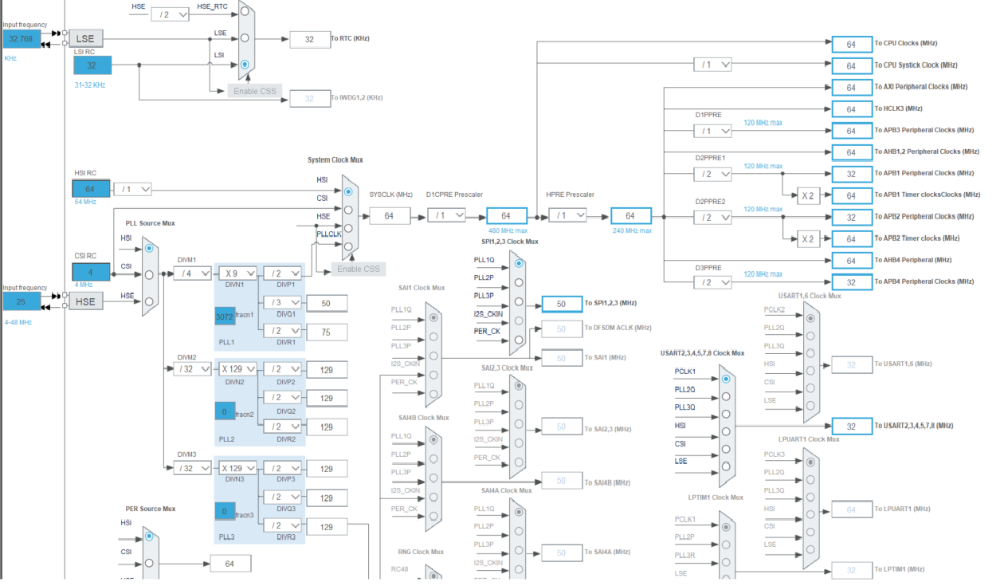 HSE
/ 2
HSE_RTC
Input frequency
32.768
KHz
LSE
LSE
32
To RTC (KHz)
LSI RC
32
LSI
31-32 KHz
Enable CSS
32
To IWDG1,2 (KHz)
64
To CPU Clocks (MHz)
/ 1
64
To CPU Systick Clock (MHz)
64
To AXI Peripheral Clocks (MHz)
64
To HCLK3 (MHz)
D1PPRE
120 MHz max
/ 1
64
To APB3 Peripheral Clocks (MHz)
64
To AHB1,2 Peripheral Clocks (MHz)
D2PPRE1
120 MHz max
/ 2
32
To APB1 Peripheral Clocks (MHz)
X 2
64
To APB1 Timer clocksClocks (MHz)
D2PPRE2
120 MHz max
/ 2
32
To APB2 Peripheral Clocks (MHz)
X 2
64
To APB2 Timer clocks (MHz)
64
To AHB4 Peripheral Clocks (MHz)
D3PPRE
120 MHz max
/ 2
32
To APB4 Peripheral Clocks (MHz)
System Clock Mux
HSI RC
64
64 MHz
/ 1
HSI
CSI
HSE
PLLCLK
Enable CSS
SYSCLK (MHz)
64
D1CPRE Prescaler
/ 1
64
480 MHz max
HPRE Prescaler
/ 1
64
240 MHz max
PLL Source Mux
HSI
CSI
HSE
CSI RC
4
4 MHz
Input frequency
25
4-48 MHz
HSE
DIVM1
/ 4
X 9
DIVN1
/ 2
DIVP1
3072
fracn1
/ 3
DIVQ1
50
/ 2
DIVR1
75
PLL1
DIVM2
/ 32
X 129
DIVN2
/ 2
DIVP2
129
0
fracn2
/ 2
DIVQ2
129
/ 2
DIVR2
129
PLL2
DIVM3
/ 32
X 129
DIVN3
/ 2
DIVP3
129
0
fracn3
/ 2
DIVQ3
129
/ 2
DIVR3
129
PLL3
PER Source Mux
HSI
CSI
HSE
64
SPI1,2,3 Clock Mux
PLL1Q
PLL2P
PLL3P
I2S_CKIN
PER_CK
50
To SPI1,2,3 (MHz)
50
To DFSDM ACLK (MHz)
50
To SAI1 (MHz)
SAI1 Clock Mux
PLL1Q
PLL2P
PLL3P
I2S_CKIN
PER_CK
SAI2,3 Clock Mux
PLL1Q
PLL2P
PLL3P
I2S_CKIN
PER_CK
50
To SAI2,3 (MHz)
SAI4B Clock Mux
PLL1Q
PLL2P
PLL3P
I2S_CKIN
PER_CK
50
To SAI4B (MHz)
SAI4A Clock Mux
PLL1Q
PLL2P
PLL3P
I2S_CKIN
50
To SAI4A (MHz)
RNG Clock Mux
RC48
USART1,6 Clock Mux
PCLK2
PLL2Q
PLL3Q
HSI
CSI
LSE
32
To USART1,6 (MHz)
USART2,3,4,5,7,8 Clock Mux
PCLK1
PLL2Q
PLL3Q
HSI
CSI
LSE
32
To USART2,3,4,5,7,8 (MHz)
LPUART1 Clock Mux
PCLK3
PLL2Q
PLL3Q
HSI
CSI
LSE
64
To LPUART1 (MHz)
LPTIM1 Clock Mux
PCLK1
PLL2P
PLL3R
LSE
32
To LPTIM1 (MHz)